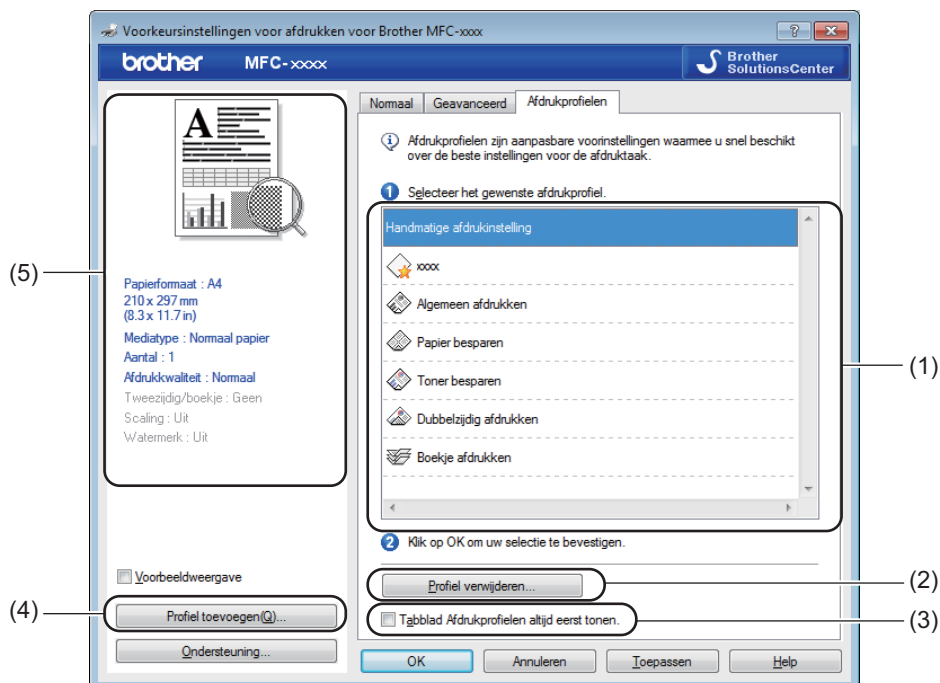 Voorkeursinstellingen voor afdrukken voor Brother MFC-xxxx
brother MFC-xxxx
Brother
SolutionsCenter
A
Papierformaat : A4
210 x 297 mm
(8.3 x 11.7 in)
Mediatype : Normaal papier
Aantal : 1
Afdrukkwaliteit : Normaal
Tweezijdig/boekje : Geen
Scaling : Uit
Watermerk : Uit
(5)
Voorbeeldweergave
Profiel toevoegen(Q)...
(4)
Ondersteuning...
Normaal Geavanceerd Afdrukprofielen
Afdrukprofielen zijn aanpasbare voorinstellingen waarmee u snel beschikt
over de beste instellingen voor de afdruktaak.
1 Selecteer het gewenste afdrukprofiel.
Handmatige afdrukinstelling
xxxx
Algemeen afdrukken
Papier besparen
Toner besparen
Dubbelzijdig afdrukken
Boekje afdrukken
(1)
2 Klik op OK om uw selectie te bevestigen.
Profiel verwijderen...
(2)
Tabblad Afdrukprofielen altijd eerst tonen.
(3)
OK Annuleren Toepassen Help